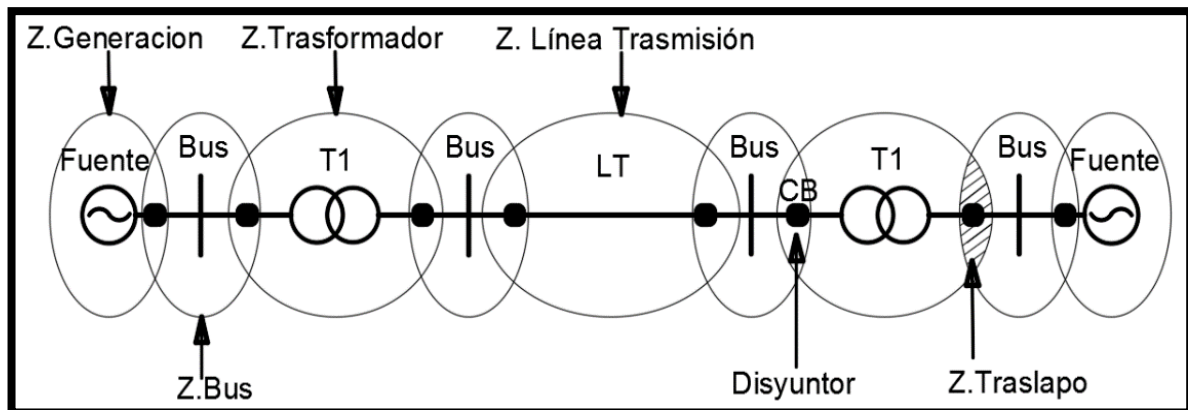 Z.Generacion
Z.Trasformador
Z. Línea Trasmisión
Fuente
Bus
T1
Bus
LT
Bus
CB
T1
Bus
Fuente
Z.Bus
Disyuntor
Z.Traslapo